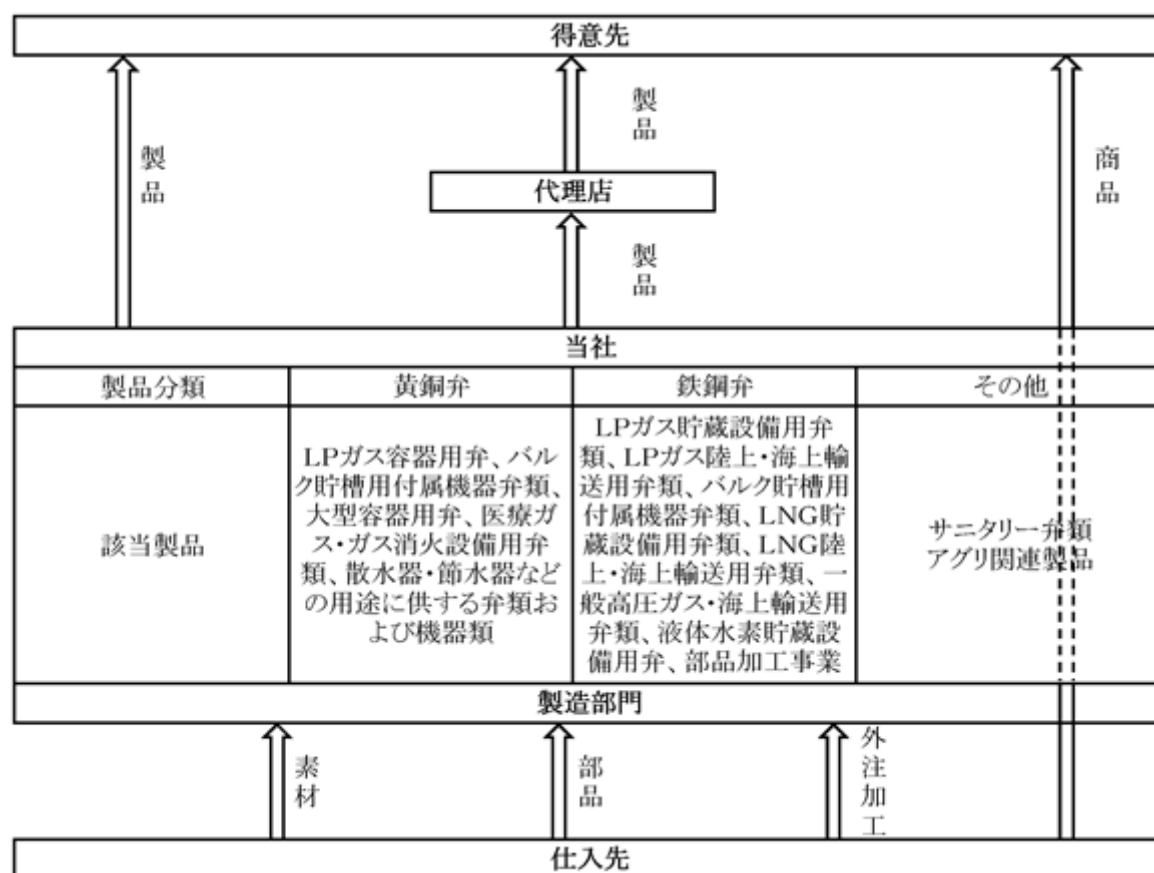 得意先
製品
製品
商品
代理店
製品
当社
製品分類
黄銅弁
鉄鋼弁
その他
該当製品
LPガス容器用弁、バル
ク貯槽用付属機器弁類、
大型容器用弁、医療ガ
ス・ガス消火設備用弁
類、散水器・節水器など
の用途に供する弁類お
よび機器類
LPガス貯蔵設備用弁
類、LPガス陸上・海上輸
送用弁類、バルク貯槽用
付属機器弁類、LNG貯
蔵設備用弁類、LNG陸
上・海上輸送用弁類、一
般高圧ガス・海上輸送用
弁類、液体水素貯蔵設
備用弁、部品加工事業
サニタリー弁類
アグリ関連製品
製造部門
素材
部品
外注加工
仕入先